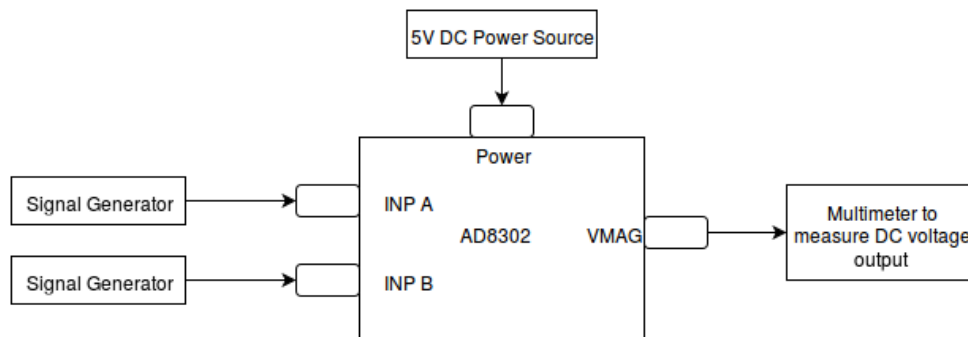 5V DC Power Source
Power
Signal Generator
INP A
AD8302
VMAG
Multimeter to
measure DC voltage
output
Signal Generator
INP B